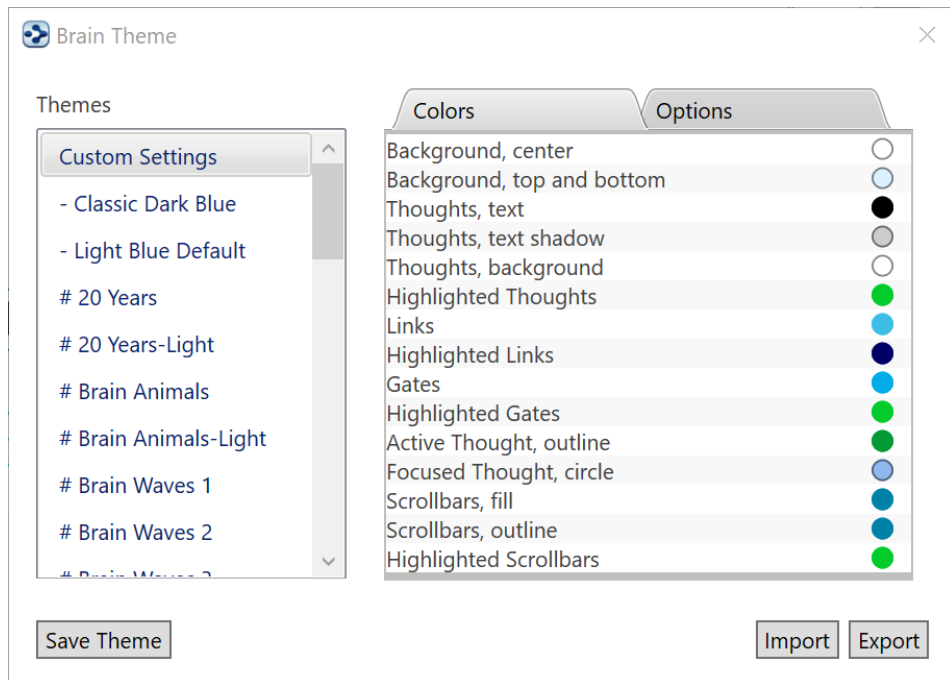 Brain Theme
Themes
Custom Settings
- Classic Dark Blue
- Light Blue Default
# 20 Years
# 20 Years-Light
# Brain Animals
# Brain Animals-Light
# Brain Waves 1
# Brain Waves 2
Colors
Options
Background, center
Background, top and bottom
Thoughts, text
Thoughts, text shadow
Thoughts, background
Highlighted Thoughts
Links
Highlighted Links
Gates
Highlighted Gates
Active Thought, outline
Focused Thought, circle
Scrollbars, fill
Scrollbars, outline
Highlighted Scrollbars
Save Theme
Import
Export